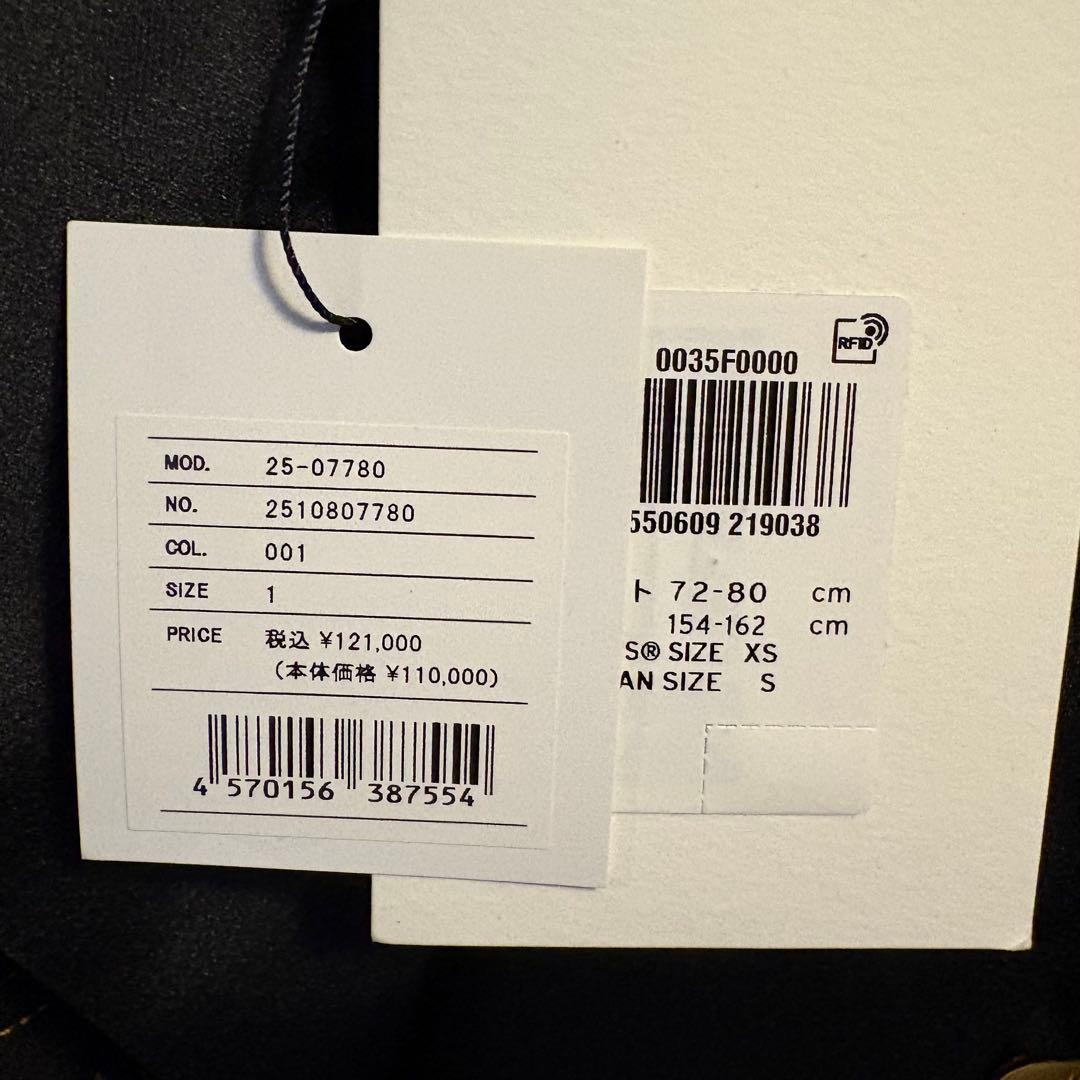 MOD. 25-07780
NO. 2510807780
COL. 001
SIZE 1
PRICE 税込 ¥121,000
(本体価格 ¥110,000)
4 570156 387554
RFID
0035F0000
550609 219038
ト 72-80 cm
154-162 cm
S® SIZE XS
AN SIZE S